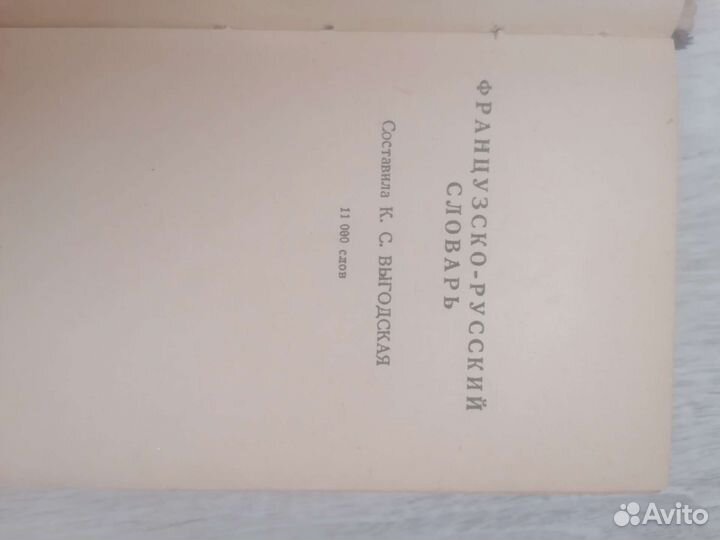 ФРАНЦУЗСКО-РУССКИЙ
СЛОВАРЬ
Составила К. С. ВЫГОДСКАЯ
11 000 слов
Avito